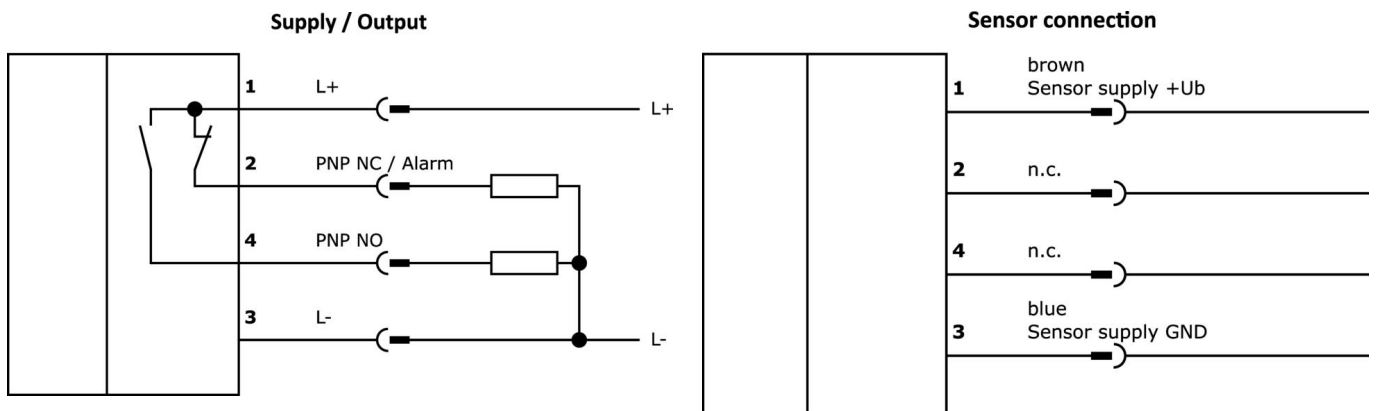 Supply / Output
1 L+
L+
2 PNP NC / Alarm
4 PNP NO
3 L-
L-
Sensor connection
brown
1 Sensor supply +Ub
2 n.c.
4 n.c.
blue
3 Sensor supply GND